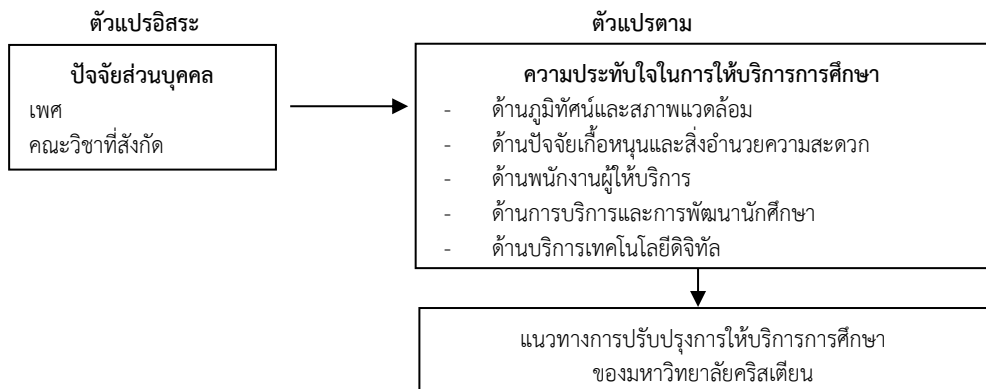 ตัวแปรอิสระ
ปัจจัยส่วนบุคคล
เพศ
คณะวิชาที่สังกัด
ตัวแปรตาม
ความประทับใจในการให้บริการการศึกษา
- ด้านภูมิทัศน์และสภาพแวดล้อม
- ด้านปัจจัยเกื้อหนุนและสิ่งอำนวยความสะดวก
- ด้านพนักงานผู้ให้บริการ
- ด้านการบริการและการพัฒนานักศึกษา
- ด้านบริการเทคโนโลยีดิจิทัล
แนวทางการปรับปรุงการให้บริการการศึกษา
ของมหาวิทยาลัยคริสเตียน